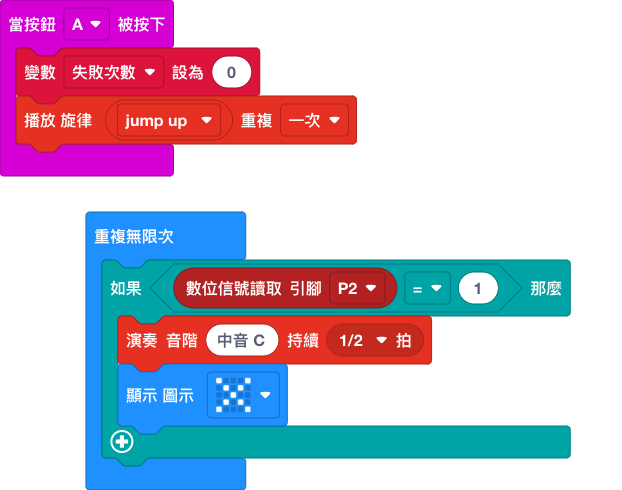 當按鈕 A 被按下
變數 失敗次數 設為 0
播放 旋律 jump up 重複 一次
重複無限次
如果 數位信號讀取 引腳 P2 = 1 那麼
演奏 音階 中音 C 持續 1/2 拍
顯示 圖示